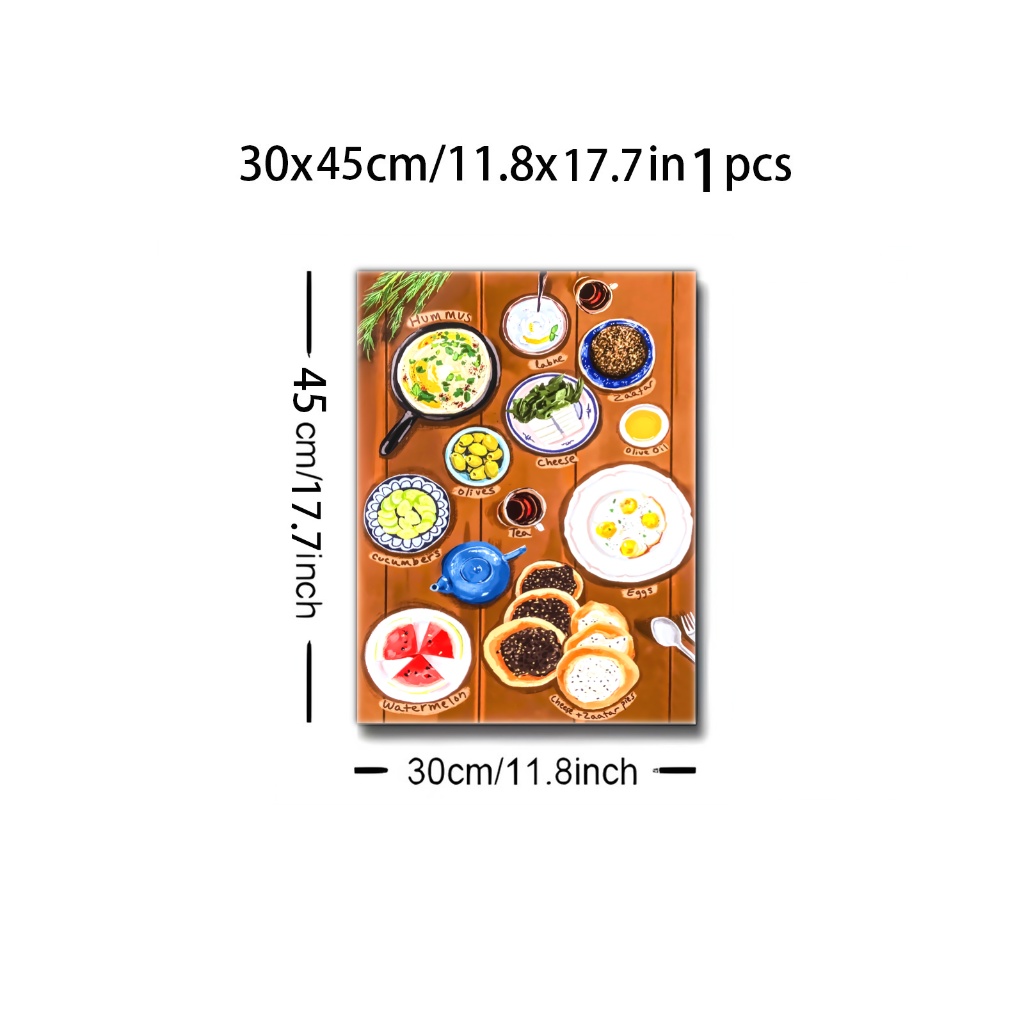 30x45cm/11.8x17.7in 1 pcs
45 cm/17.7inch
HUMMUS
labne
Zaatar
Cheese
Olive Oil
olives
Tea
cucumbers
Eggs
Watermelon
Cheese + Zaatar pies
30cm/11.8inch